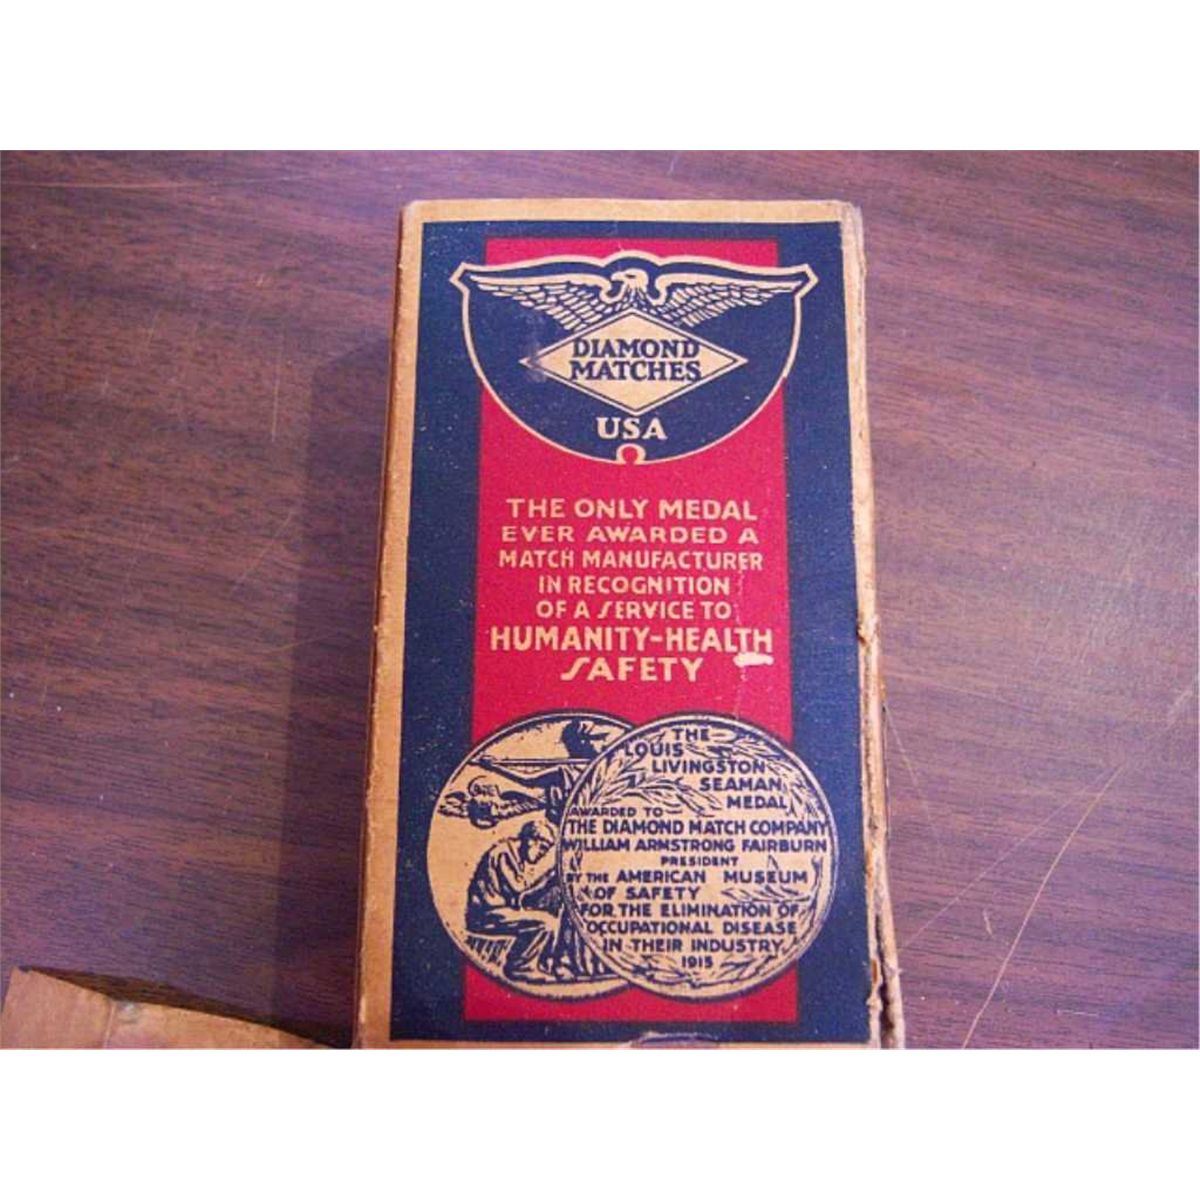 DIAMOND
MATCHES
USA
THE ONLY MEDAL
EVER AWARDED A
MATCH MANUFACTURER
IN RECOGNITION
OF A SERVICE TO
HUMANITY-HEALTH
SAFETY
THE
LOUIS
LIVINGSTON
SEAMAN
MEDAL
AWARDED TO
THE DIAMOND MATCH COMPANY
WILLIAM ARMSTRONG FAIRBURN
PRESIDENT
BY THE AMERICAN MUSEUM
OF SAFETY
FOR THE ELIMINATION OF
OCCUPATIONAL DISEASE
IN THEIR INDUSTRY
1915